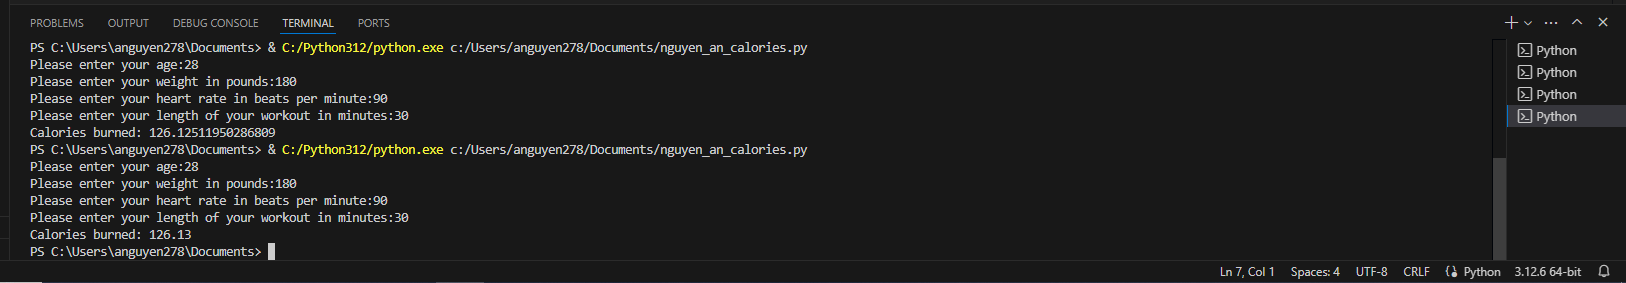 PROBLEMS OUTPUT DEBUG CONSOLE TERMINAL PORTS
PS C:\Users\anguyen278\Documents> & C:/Python312/python.exe c:/Users/anguyen278/Documents/nguyen_an_calories.py
Please enter your age:28
Please enter your weight in pounds:180
Please enter your heart rate in beats per minute:90
Please enter your length of your workout in minutes:30
Calories burned: 126.12511950286809
PS C:\Users\anguyen278\Documents> & C:/Python312/python.exe c:/Users/anguyen278/Documents/nguyen_an_calories.py
Please enter your age:28
Please enter your weight in pounds:180
Please enter your heart rate in beats per minute:90
Please enter your length of your workout in minutes:30
Calories burned: 126.13
PS C:\Users\anguyen278\Documents>
Python
Python
Python
Python
Ln 7, Col 1 Spaces: 4 UTF-8 CRLF Python 3.12.6 64-bit